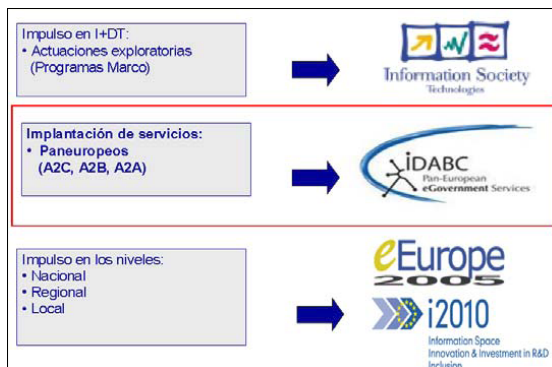 Impulso en I+DT:
• Actuaciones exploratorias
(Programas Marco)
Information Society
Technologies
Implantación de servicios:
• Paneuropeos
(A2C, A2B, A2A)
iDABC
Pan-European
eGovernment Services
Impulso en los niveles:
• Nacional
• Regional
• Local
eEurope
2005
i2010
Information Space
Innovation & Investment in R&D
Inclusion